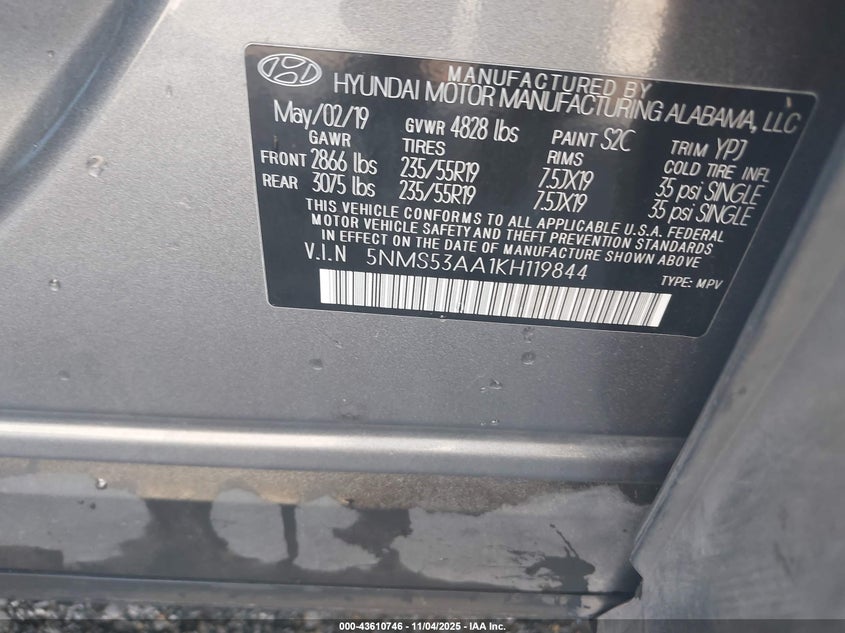 MANUFACTURED BY
HYUNDAI MOTOR MANUFACTURING ALABAMA, LLC
May/02/19 GVWR 4828 lbs PAINT S2C TRIM YPJ
GAWR TIRES RIMS COLD TIRE INFL
FRONT 2866 lbs 235/55R19 7.5JX19 35 psi SINGLE
REAR 3075 lbs 235/55R19 7.5JX19 35 psi SINGLE
THIS VEHICLE CONFORMS TO ALL APPLICABLE U.S.A. FEDERAL
MOTOR VEHICLE SAFETY AND THEFT PREVENTION STANDARDS
IN EFFECT ON THE DATE OF MANUFACTURE SHOWN ABOVE
V.I.N 5NMS53AA1KH119844
TYPE: MPV
000-43610746 - 11/04/2025 - IAA Inc.